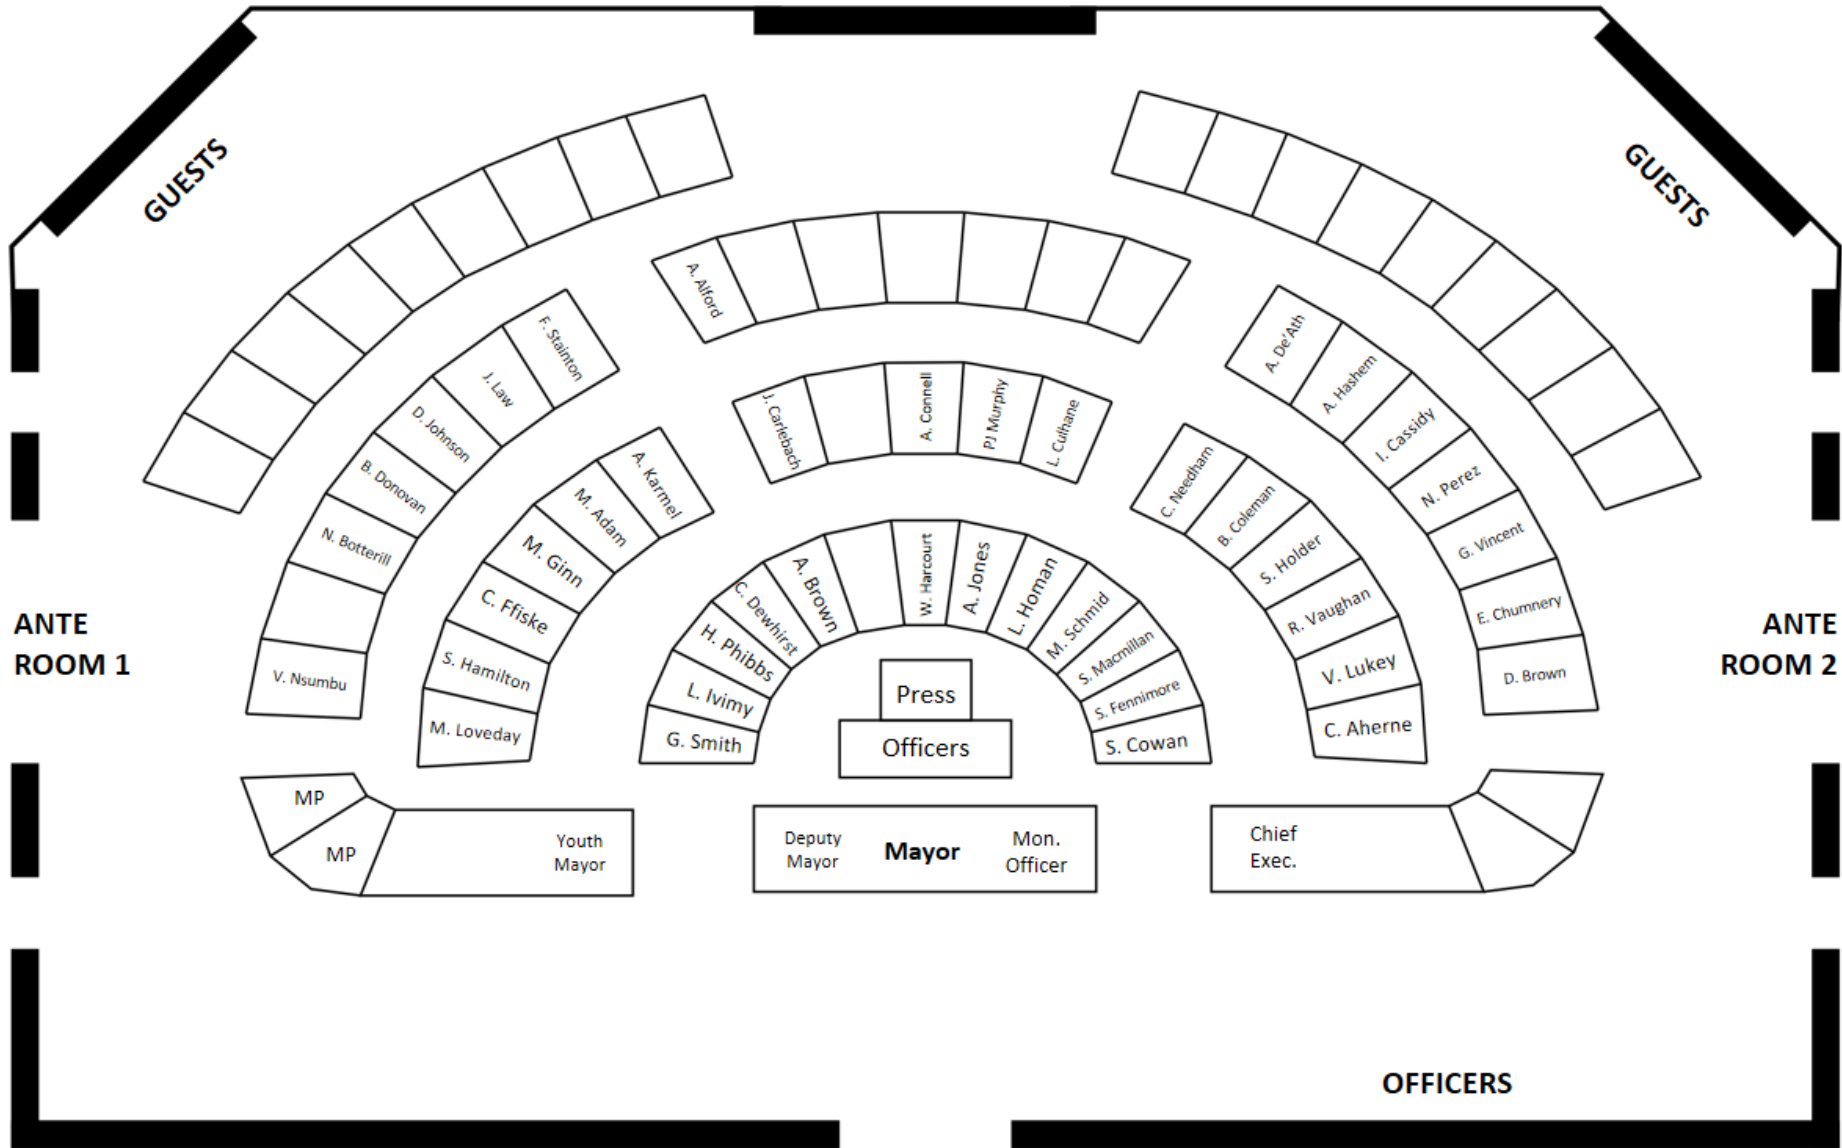 GUESTS
GUESTS
A. Alford
F. Stainton
J. Law
D. Johnson
B. Donovan
N. Botterill
V. Nsumbu
A. De'Ath
A. Hashem
I. Cassidy
N. Perez
G. Vincent
E. Chumnery
D. Brown
J. Carlebach
A. Connell
PJ Murphy
L. Culhane
A. Karmel
M. Adam
M. Ginn
C. Ffiske
S. Hamilton
M. Loveday
C. Needham
B. Coleman
S. Holder
R. Vaughan
V. Lukey
C. Aherne
G. Smith
L. Ivimy
H. Phibbs
C. Dewhirst
A. Brown
W. Harcourt
A. Jones
L. Homan
M. Schmid
S. Macmillan
S. Fennimore
S. Cowan
ANTE
ROOM 1
ANTE
ROOM 2
Press
Officers
MP
MP
Youth
Mayor
Deputy
Mayor
Mayor
Mon.
Officer
Chief
Exec.
OFFICERS